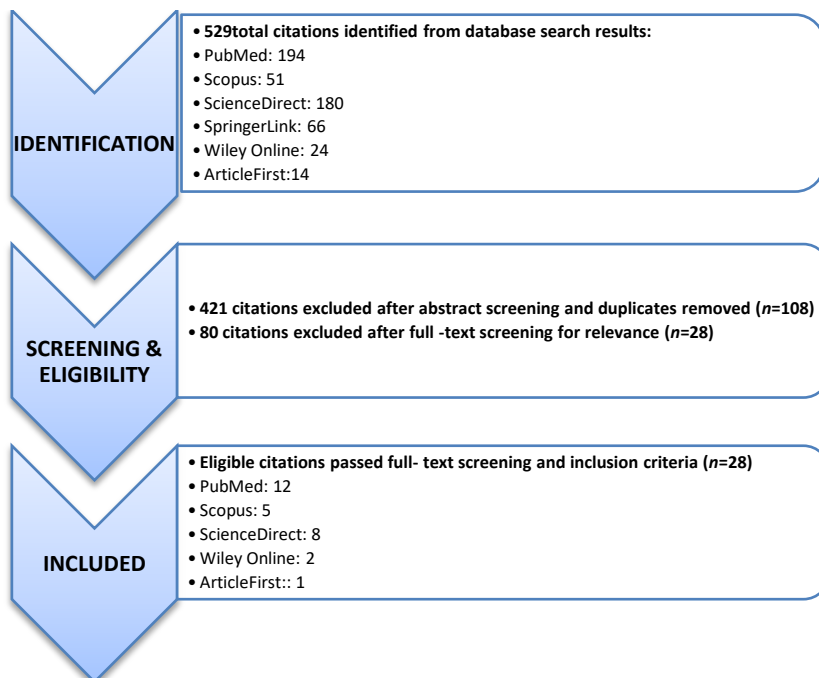 • 529total citations identified from database search results:
• PubMed: 194
• Scopus: 51
• ScienceDirect: 180
• SpringerLink: 66
• Wiley Online: 24
• ArticleFirst:14
IDENTIFICATION
• 421 citations excluded after abstract screening and duplicates removed (n=108)
• 80 citations excluded after full -text screening for relevance (n=28)
SCREENING &
ELIGIBILITY
• Eligible citations passed full- text screening and inclusion criteria (n=28)
• PubMed: 12
• Scopus: 5
• ScienceDirect: 8
• Wiley Online: 2
• ArticleFirst:: 1
INCLUDED